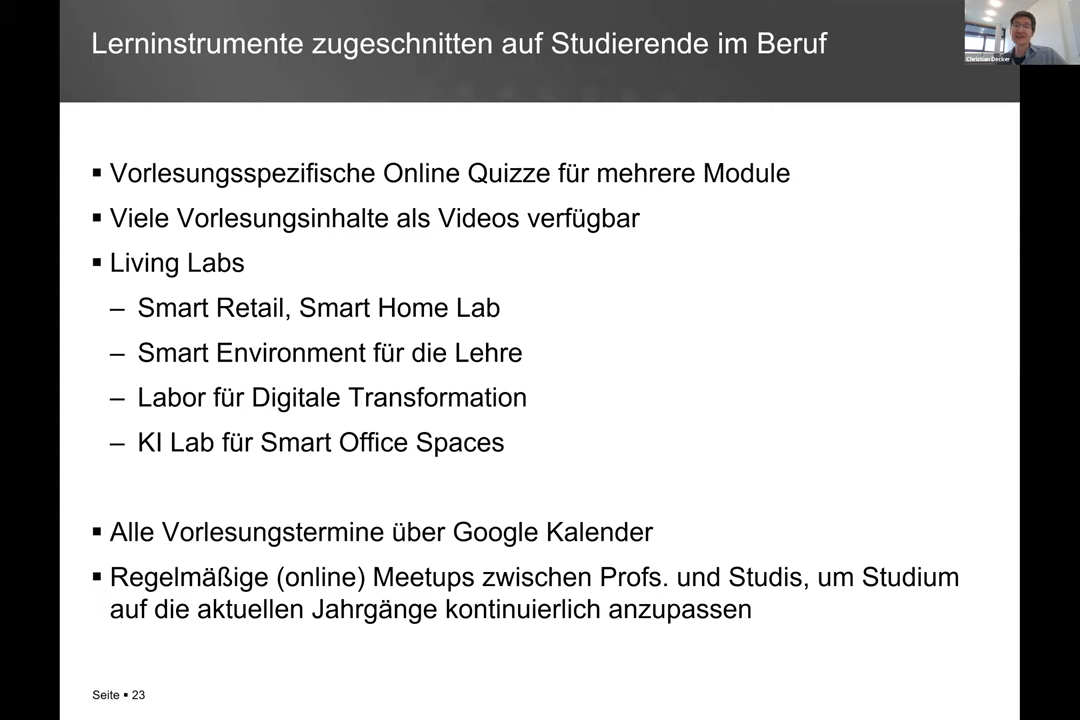 Lerninstrumente zugeschnitten auf Studierende im Beruf
Christian Decker
▪ Vorlesungsspezifische Online Quizze für mehrere Module
▪ Viele Vorlesungsinhalte als Videos verfügbar
▪ Living Labs
– Smart Retail, Smart Home Lab
– Smart Environment für die Lehre
– Labor für Digitale Transformation
– KI Lab für Smart Office Spaces
▪ Alle Vorlesungstermine über Google Kalender
▪ Regelmäßige (online) Meetups zwischen Profs. und Studis, um Studium
auf die aktuellen Jahrgänge kontinuierlich anzupassen
Seite ▪ 23